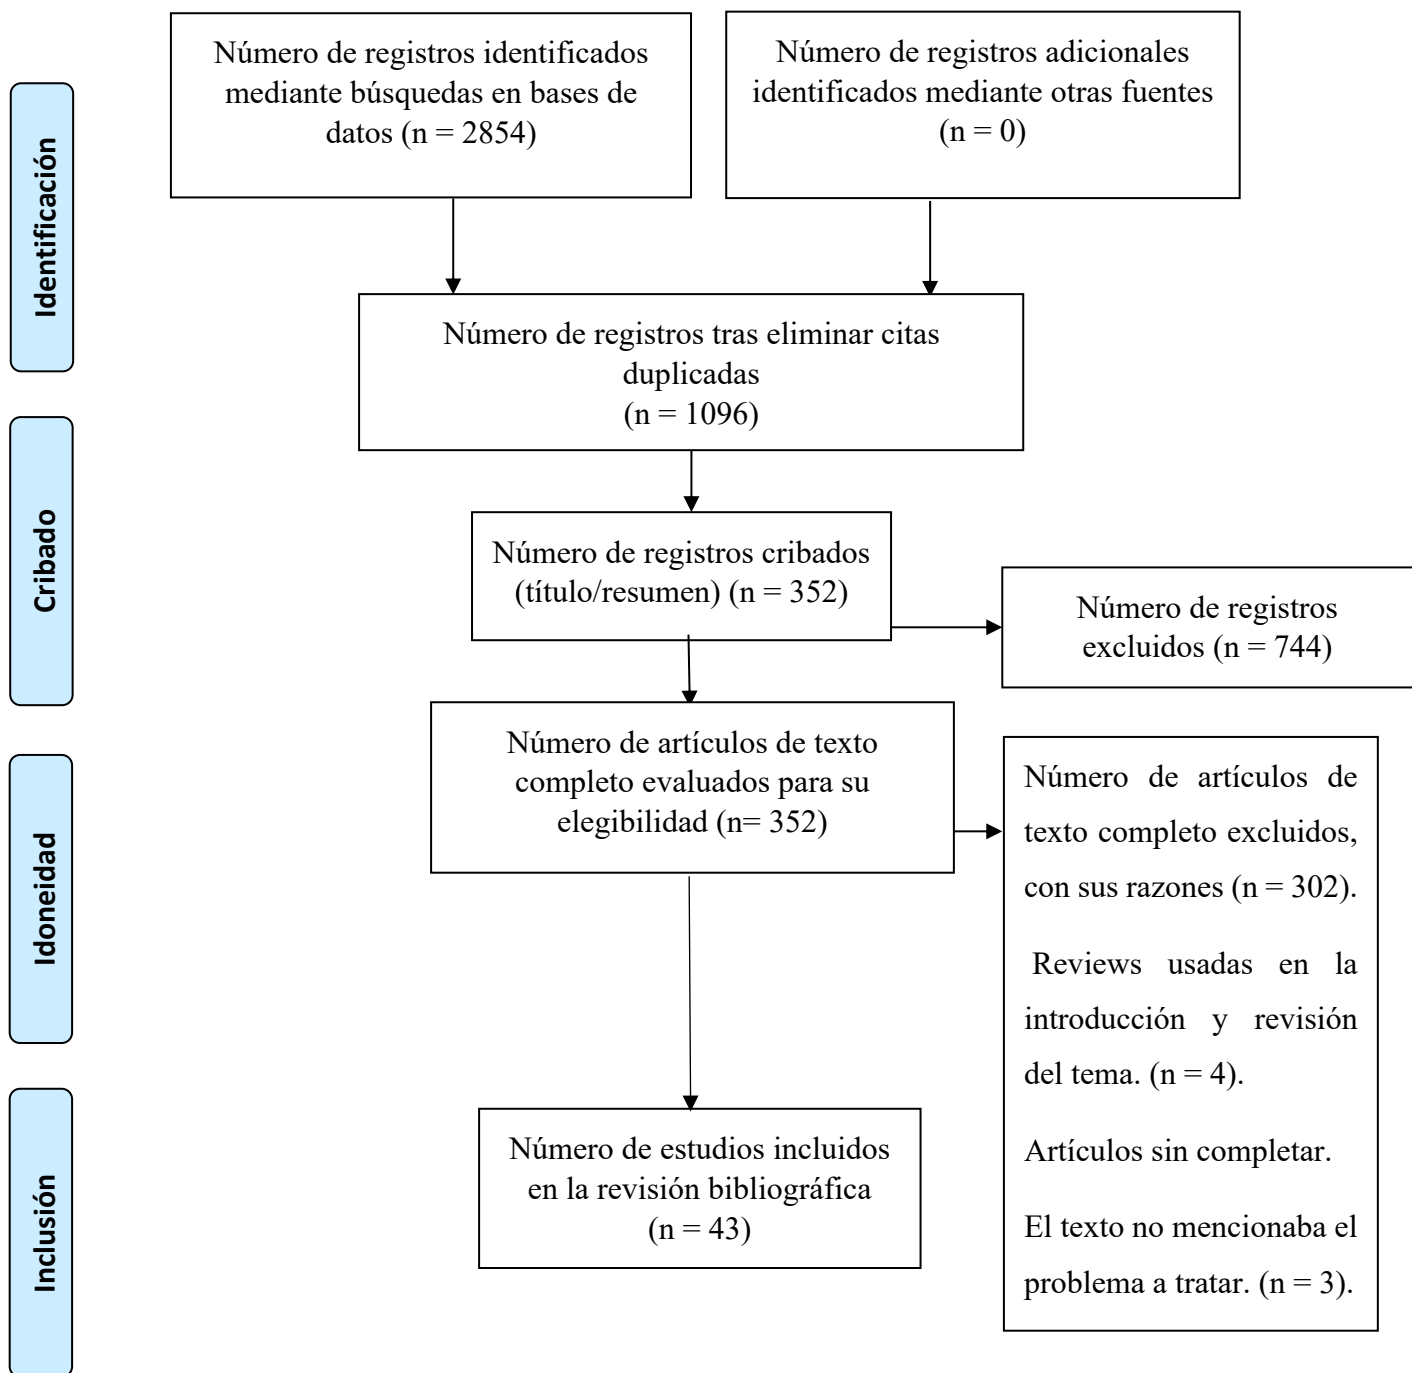 Número de registros identificados
mediante búsquedas en bases de
datos (n = 2854)
Número de registros adicionales
identificados mediante otras fuentes
(n = 0)
Identificación
Número de registros tras eliminar citas
duplicadas
(n = 1096)
Cribado
Número de registros cribados
(título/resumen) (n = 352)
Número de registros
excluidos (n = 744)
Idoneidad
Número de artículos de texto
completo evaluados para su
elegibilidad (n= 352)
Número de artículos de
texto completo excluidos,
con sus razones (n = 302).
Reviews usadas en la
introducción y revisión
del tema. (n = 4).
Artículos sin completar.
El texto no mencionaba el
problema a tratar. (n = 3).
Inclusión
Número de estudios incluidos
en la revisión bibliográfica
(n = 43)